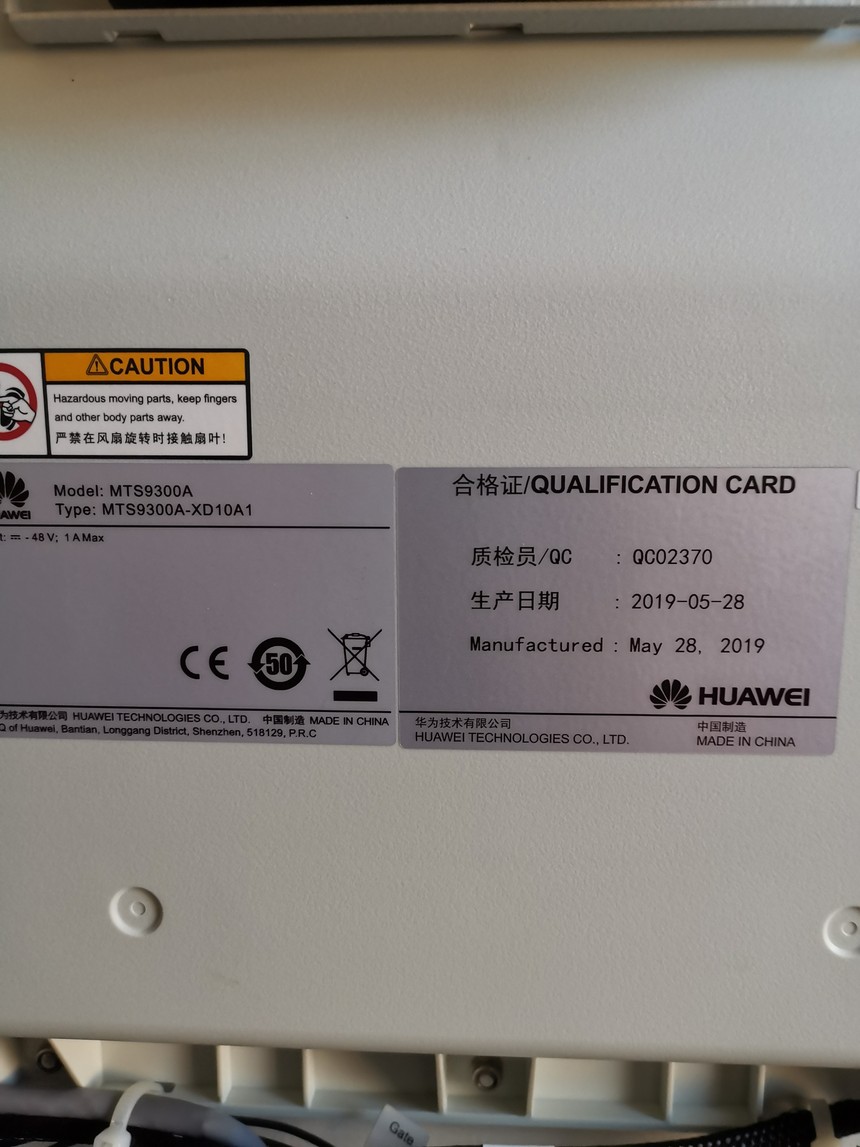 CAUTION
Hazardous moving parts, keep fingers
and other body parts away.
严禁在风扇旋转时接触扇叶!
Model: MTS9300A
Type: MTS9300A-XD10A1
- 48 V; 1 A Max
CE 50
为技术有限公司 HUAWEI TECHNOLOGIES CO., LTD. 中国制造 MADE IN CHINA
Q of Huawei, Bantian, Longgang District, Shenzhen, 518129, P.R.C
合格证/QUALIFICATION CARD
质检员/QC : QC02370
生产日期 : 2019-05-28
Manufactured : May 28, 2019
HUAWEI
华为技术有限公司 中国制造
HUAWEI TECHNOLOGIES CO., LTD. MADE IN CHINA
Gate